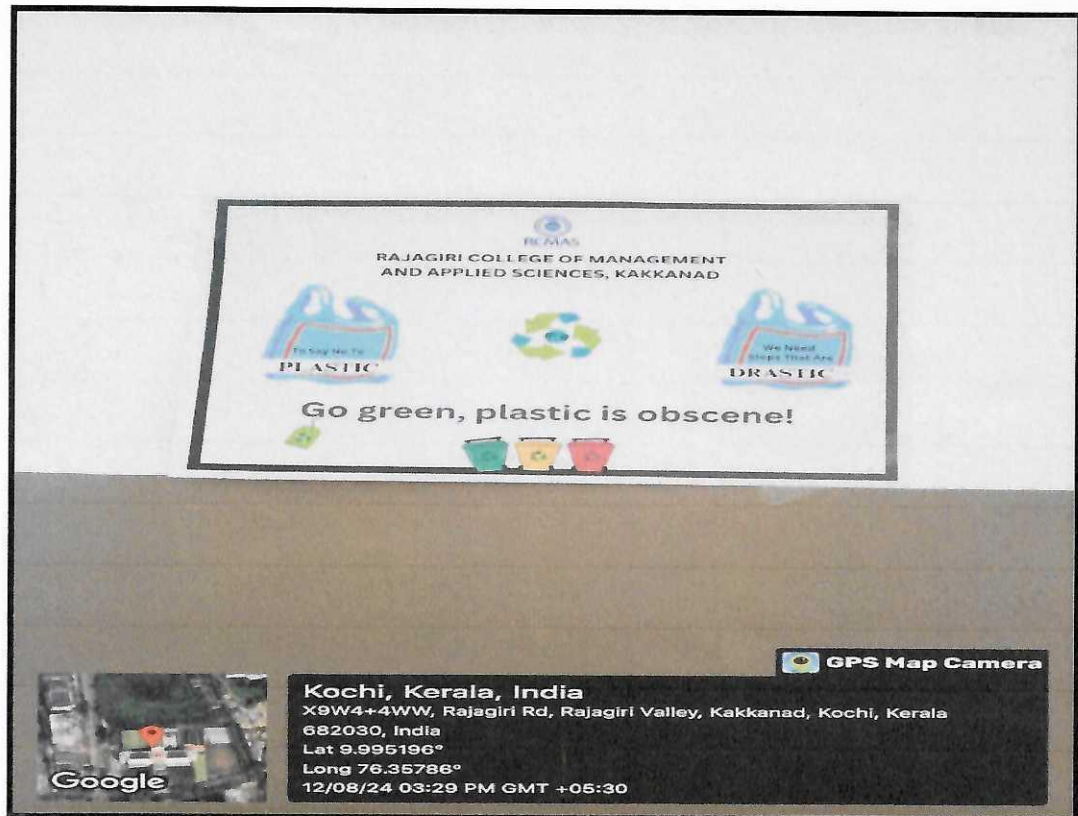 RCMAS
RAJAGIRI COLLEGE OF MANAGEMENT
AND APPLIED SCIENCES, KAKKANAD
To Say No To
PLASTIC
We Need
Steps That Are
DRASTIC
Go green, plastic is obscene!
GPS Map Camera
Kochi, Kerala, India
X9W4+4WW, Rajagiri Rd, Rajagiri Valley, Kakkanad, Kochi, Kerala
682030, India
Lat 9.995196°
Long 76.35786°
12/08/24 03:29 PM GMT +05:30
Google